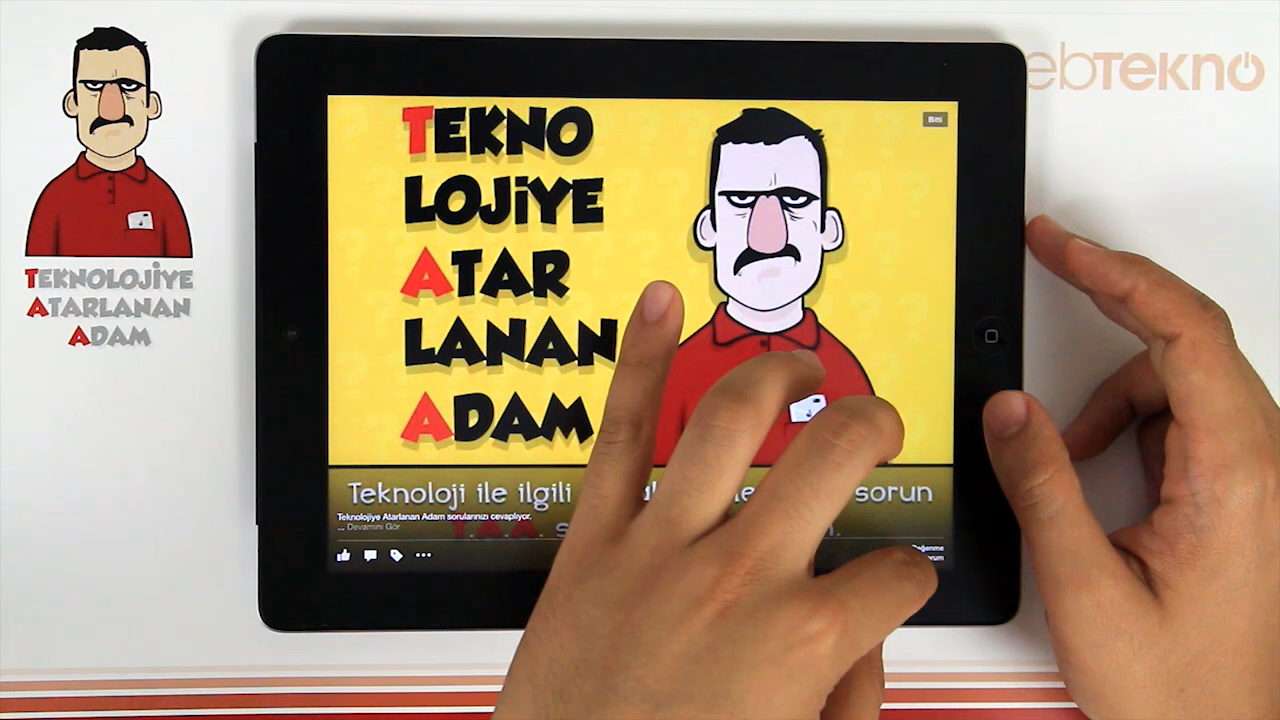 TEKNOLOJİYE
ATARLANAN
ADAM
ebTEKNO
TEKNO
LOJİYE
ATAR
LANAN
ADAM
Bitti
Teknoloji ile ilgili sorun
Teknolojiye Atarlanan Adam sorularınızı cevaplıyor.
... Devamını Gör
T.A.A.